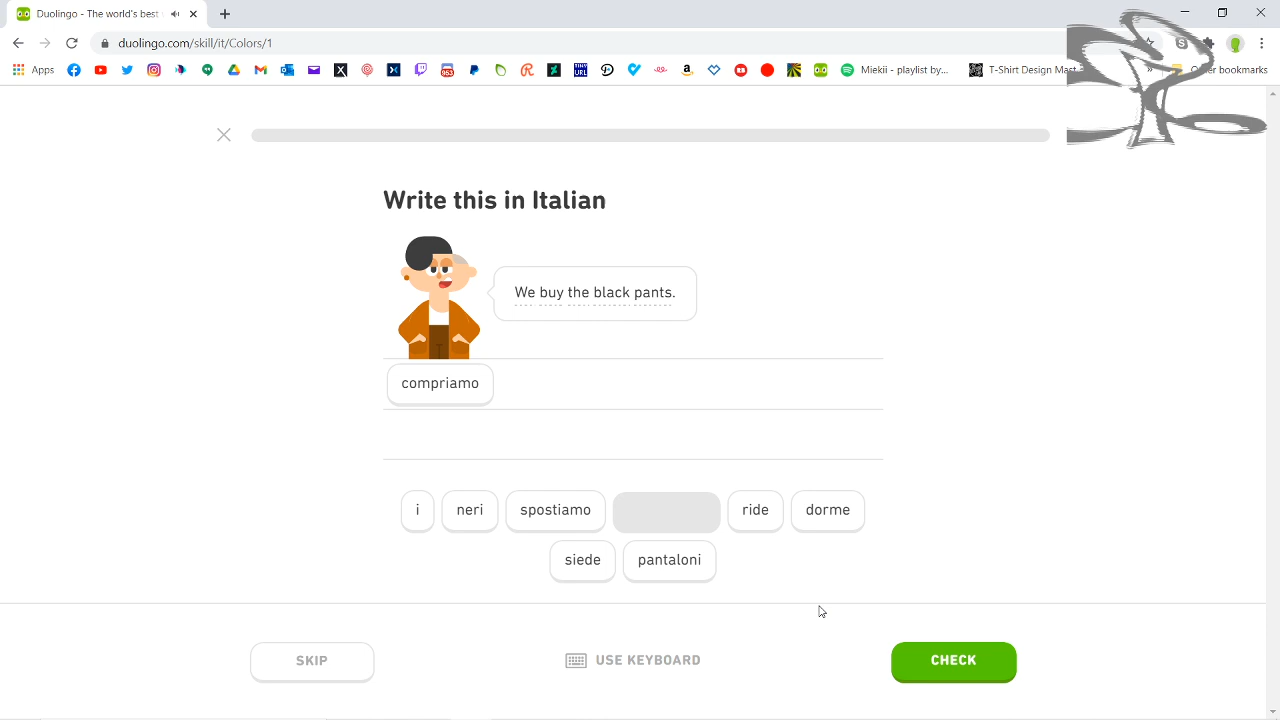 Duolingo - The world's best
duolingo.com/skill/it/Colors/1
Apps
Miekii - playlist by...
T-Shirt Design Mast
Other bookmarks
Write this in Italian
We buy the black pants.
compriamo
i neri spostiamo ride dorme
siede pantaloni
SKIP
USE KEYBOARD
CHECK